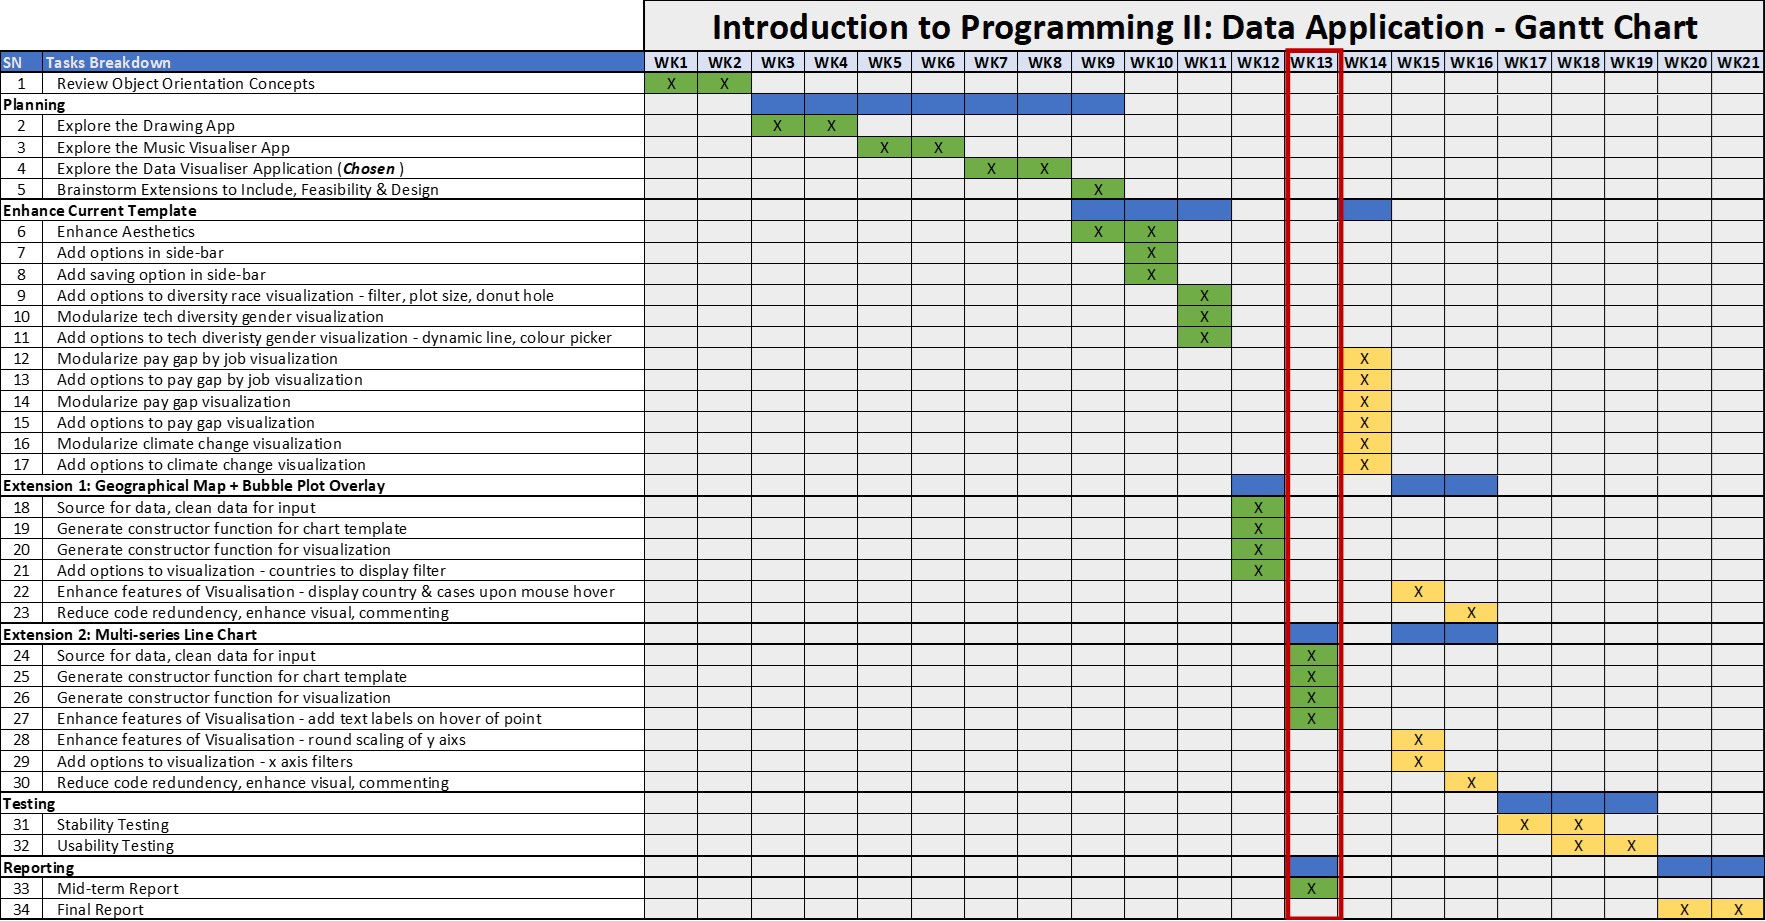 Introduction to Programming II: Data Application - Gantt Chart
SN Tasks Breakdown WK1 WK2 WK3 WK4 WK5 WK6 WK7 WK8 WK9 WK10 WK11 WK12 WK13 WK14 WK15 WK16 WK17 WK18 WK19 WK20 WK21
1 Review Object Orientation Concepts X X
Planning
2 Explore the Drawing App X X
3 Explore the Music Visualiser App X X
4 Explore the Data Visualiser Application (Chosen ) X X
5 Brainstorm Extensions to Include, Feasibility & Design X
Enhance Current Template
6 Enhance Aesthetics X X
7 Add options in side-bar X
8 Add saving option in side-bar X
9 Add options to diversity race visualization - filter, plot size, donut hole X
10 Modularize tech diversity gender visualization X
11 Add options to tech diveristy gender visualization - dynamic line, colour picker X
12 Modularize pay gap by job visualization X
13 Add options to pay gap by job visualization X
14 Modularize pay gap visualization X
15 Add options to pay gap visualization X
16 Modularize climate change visualization X
17 Add options to climate change visualization X
Extension 1: Geographical Map + Bubble Plot Overlay
18 Source for data, clean data for input X
19 Generate constructor function for chart template X
20 Generate constructor function for visualization X
21 Add options to visualization - countries to display filter X
22 Enhance features of Visualisation - display country & cases upon mouse hover X
23 Reduce code redundancy, enhance visual, commenting X
Extension 2: Multi-series Line Chart
24 Source for data, clean data for input X
25 Generate constructor function for chart template X
26 Generate constructor function for visualization X
27 Enhance features of Visualisation - add text labels on hover of point X
28 Enhance features of Visualisation - round scaling of y aixs X
29 Add options to visualization - x axis filters X
30 Reduce code redundancy, enhance visual, commenting X
Testing
31 Stability Testing X X
32 Usability Testing X X
Reporting
33 Mid-term Report X
34 Final Report X X